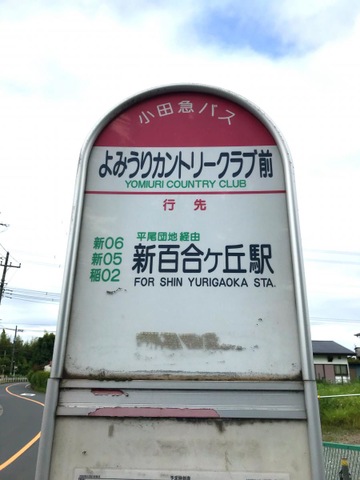 小田急バス
よみうりカントリークラブ前
YOMIURI COUNTRY CLUB
行先
新06
新05
稲02
平尾団地経由
新百合ヶ丘駅
FOR SHIN YURIGAOKA STA.